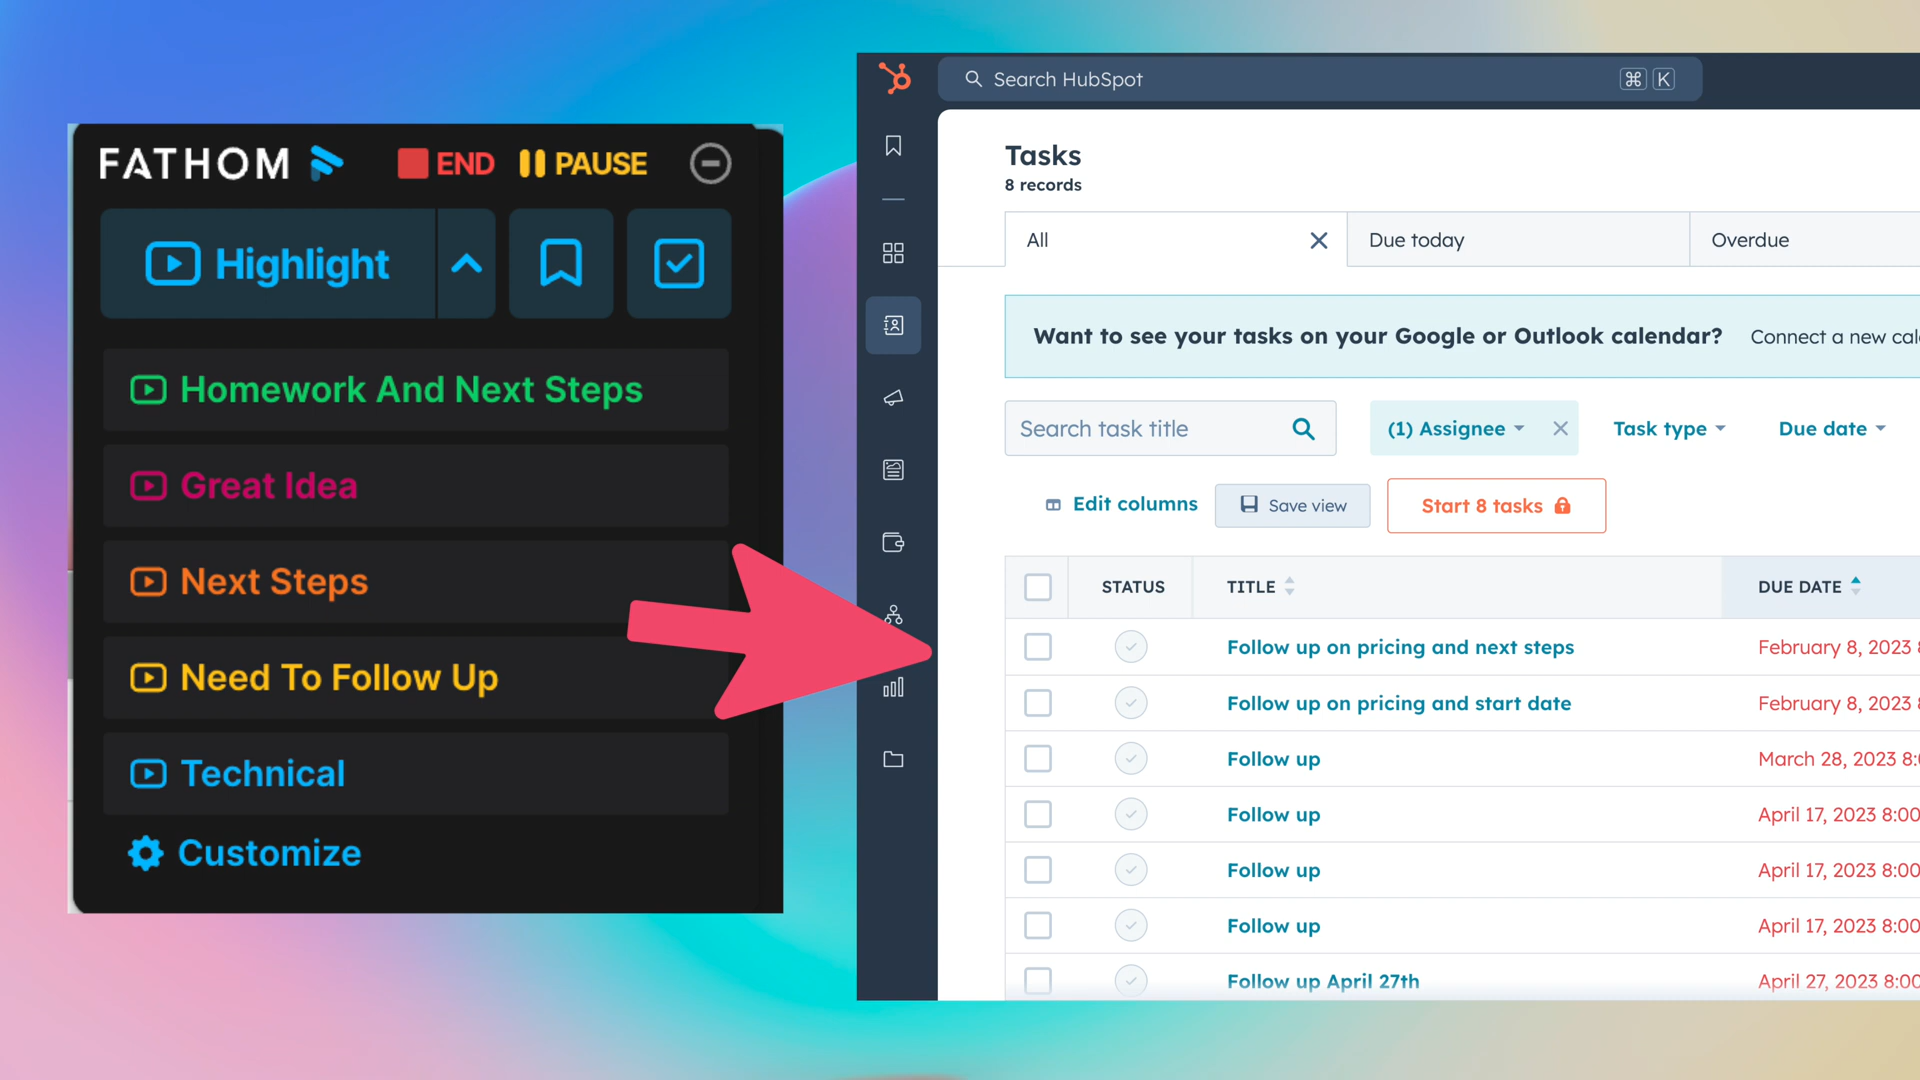 FATHOM
END
PAUSE
Highlight
Homework And Next Steps
Great Idea
Next Steps
Need To Follow Up
Technical
Customize
Search HubSpot
⌘ K
Tasks
8 records
All
Due today
Overdue
Want to see your tasks on your Google or Outlook calendar? Connect a new
Search task title
(1) Assignee
Task type
Due date
Edit columns
Save view
Start 8 tasks
STATUS
TITLE
DUE DATE
Follow up on pricing and next steps February 8, 2023
Follow up on pricing and start date February 8, 2023
Follow up March 28, 2023 8:
Follow up April 17, 2023 8:00
Follow up April 17, 2023 8:00
Follow up April 17, 2023 8:00
Follow up April 27th April 27, 2023 8:00